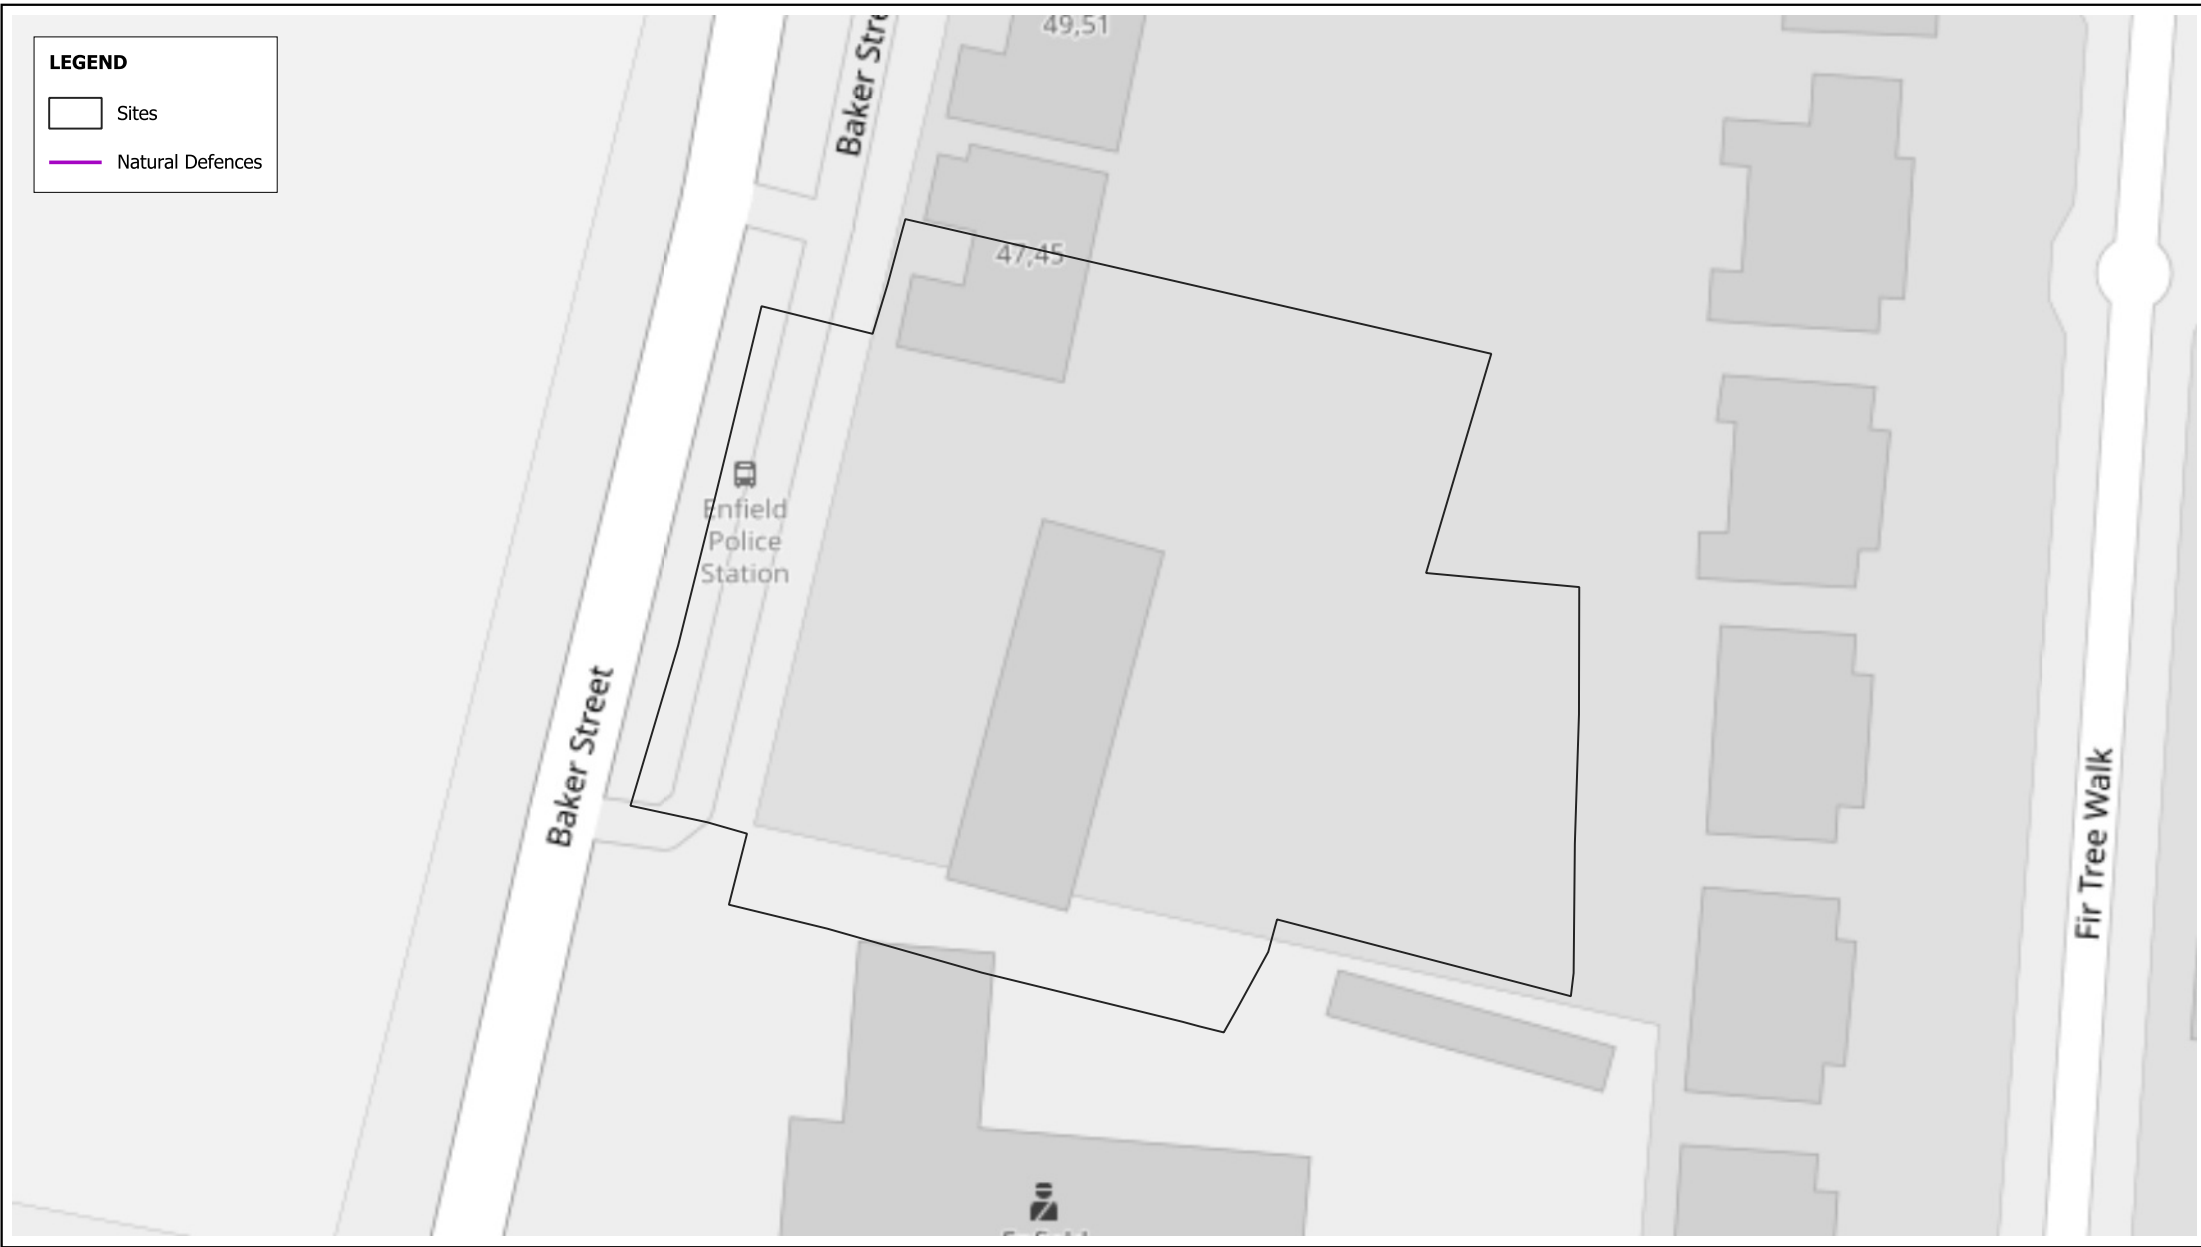 LEGEND
Sites
Natural Defences
49,51
Baker Stre
47,45
Enfield
Police
Station
Baker Street
Fir Tree Walk